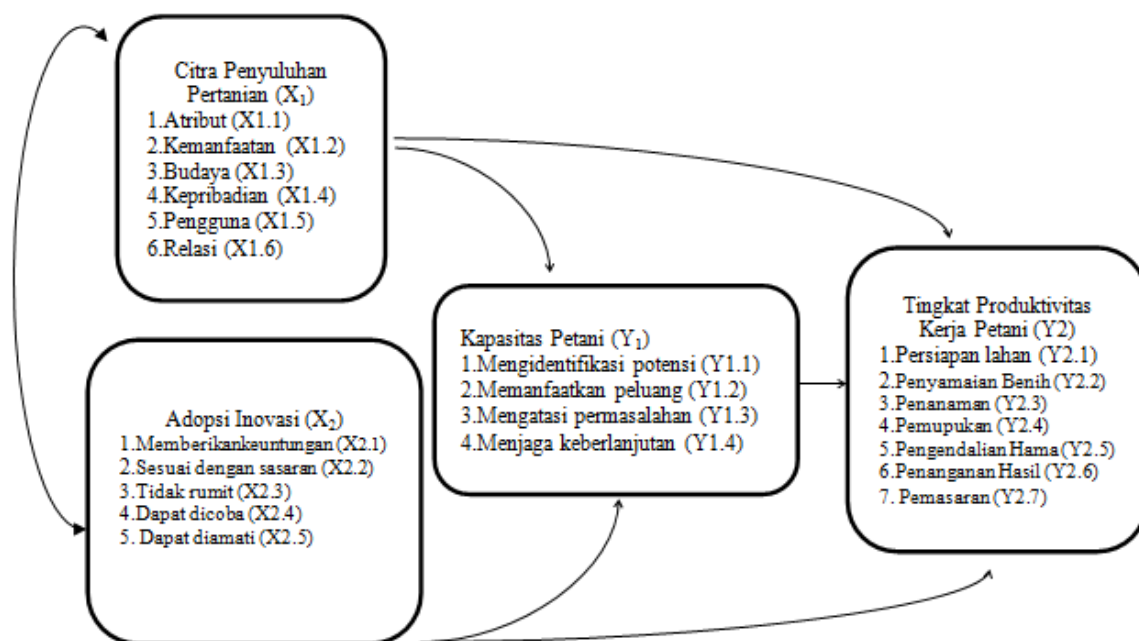 Citra Penyuluhan
Pertanian (X₁)
1.Atribut (X1.1)
2.Kemanfaatan (X1.2)
3.Budaya (X1.3)
4.Kepribadian (X1.4)
5.Pengguna (X1.5)
6.Relasi (X1.6)
Adopsi Inovasi (X₂)
1.Memberikankeuntungan (X2.1)
2.Sesuai dengan sasaran (X2.2)
3.Tidak rumit (X2.3)
4.Dapat dicoba (X2.4)
5. Dapat diamati (X2.5)
Kapasitas Petani (Y₁)
1.Mengidentifikasi potensi (Y1.1)
2.Memanfaatkan peluang (Y1.2)
3.Mengatasi permasalahan (Y1.3)
4.Menjaga keberlanjutan (Y1.4)
Tingkat Produktivitas
Kerja Petani (Y2)
1.Persiapan lahan (Y2.1)
2.Penyamaian Benih (Y2.2)
3.Penanaman (Y2.3)
4.Pemupukan (Y2.4)
5.Pengendalian Hama (Y2.5)
6.Penanganan Hasil (Y2.6)
7. Pemasaran (Y2.7)